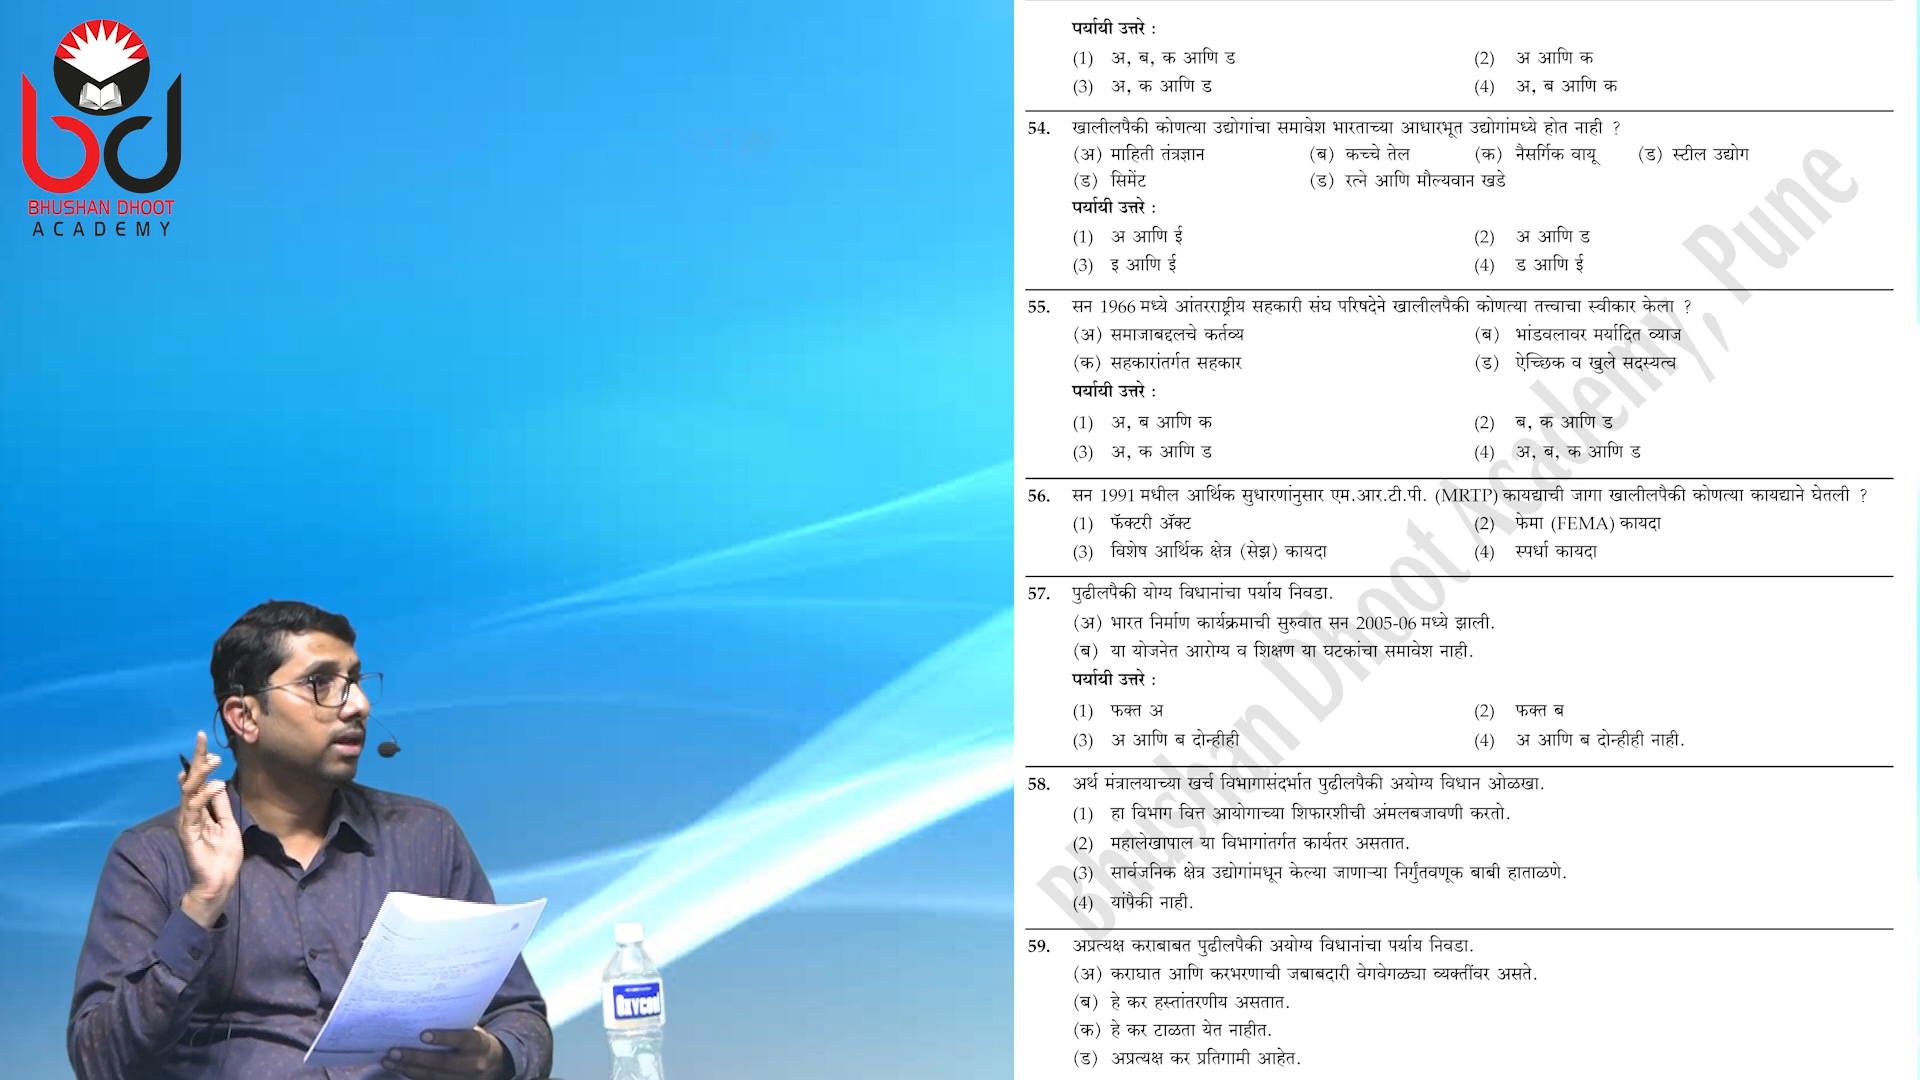 BHUSHAN DHOOT
ACADEMY
पर्यायी उत्तरे :
(1) अ, ब, क आणि ड (2) अ आणि क
(3) अ, क आणि ड (4) अ, ब आणि क
54. खालीलपैकी कोणत्या उद्योगांचा समावेश भारताच्या आधारभूत उद्योगांमध्ये होत नाही ?
(अ) माहिती तंत्रज्ञान (ब) कच्चे तेल (क) नैसर्गिक वायू (ड) स्टील उद्योग
(ड) सिमेंट (ड) रत्ने आणि मौल्यवान खडे
पर्यायी उत्तरे :
(1) अ आणि ई (2) अ आणि ड
(3) इ आणि ई (4) ड आणि ई
55. सन 1966 मध्ये आंतरराष्ट्रीय सहकारी संघ परिषदेने खालीलपैकी कोणत्या तत्त्वाचा स्वीकार केला ?
(अ) समाजाबद्दलचे कर्तव्य (ब) भांडवलावर मर्यादित व्याज
(क) सहकारांतर्गत सहकार (ड) ऐच्छिक व खुले सदस्यत्व
पर्यायी उत्तरे :
(1) अ, ब आणि क (2) ब, क आणि ड
(3) अ, क आणि ड (4) अ, ब, क आणि ड
56. सन 1991 मधील आर्थिक सुधारणांनुसार एम.आर.टी.पी. (MRTP) कायद्याची जागा खालीलपैकी कोणत्या कायद्याने घेतली ?
(1) फॅक्टरी ॲक्ट (2) फेमा (FEMA) कायदा
(3) विशेष आर्थिक क्षेत्र (सेझ) कायदा (4) स्पर्धा कायदा
57. पुढीलपैकी योग्य विधानांचा पर्याय निवडा.
(अ) भारत निर्माण कार्यक्रमाची सुरुवात सन 2005-06 मध्ये झाली.
(ब) या योजनेत आरोग्य व शिक्षण या घटकांचा समावेश नाही.
पर्यायी उत्तरे :
(1) फक्त अ (2) फक्त ब
(3) अ आणि ब दोन्हीही (4) अ आणि ब दोन्हीही नाही.
58. अर्थ मंत्रालयाच्या खर्च विभागासंदर्भात पुढीलपैकी अयोग्य विधान ओळखा.
(1) हा विभाग वित्त आयोगाच्या शिफारशीची अंमलबजावणी करतो.
(2) महालेखापाल या विभागांतर्गत कार्यतर असतात.
(3) सार्वजनिक क्षेत्र उद्योगांमधून केल्या जाणाऱ्या निर्गुंतवणूक बाबी हाताळणे.
(4) यांपैकी नाही.
59. अप्रत्यक्ष कराबाबत पुढीलपैकी अयोग्य विधानांचा पर्याय निवडा.
(अ) कराघात आणि करभरणाची जबाबदारी वेगवेगळ्या व्यक्तींवर असते.
(ब) हे कर हस्तांतरणीय असतात.
(क) हे कर टाळता येत नाहीत.
(ड) अप्रत्यक्ष कर प्रतिगामी आहेत.
Bhushan Dhoot Academy, Pune
OXYCOOL